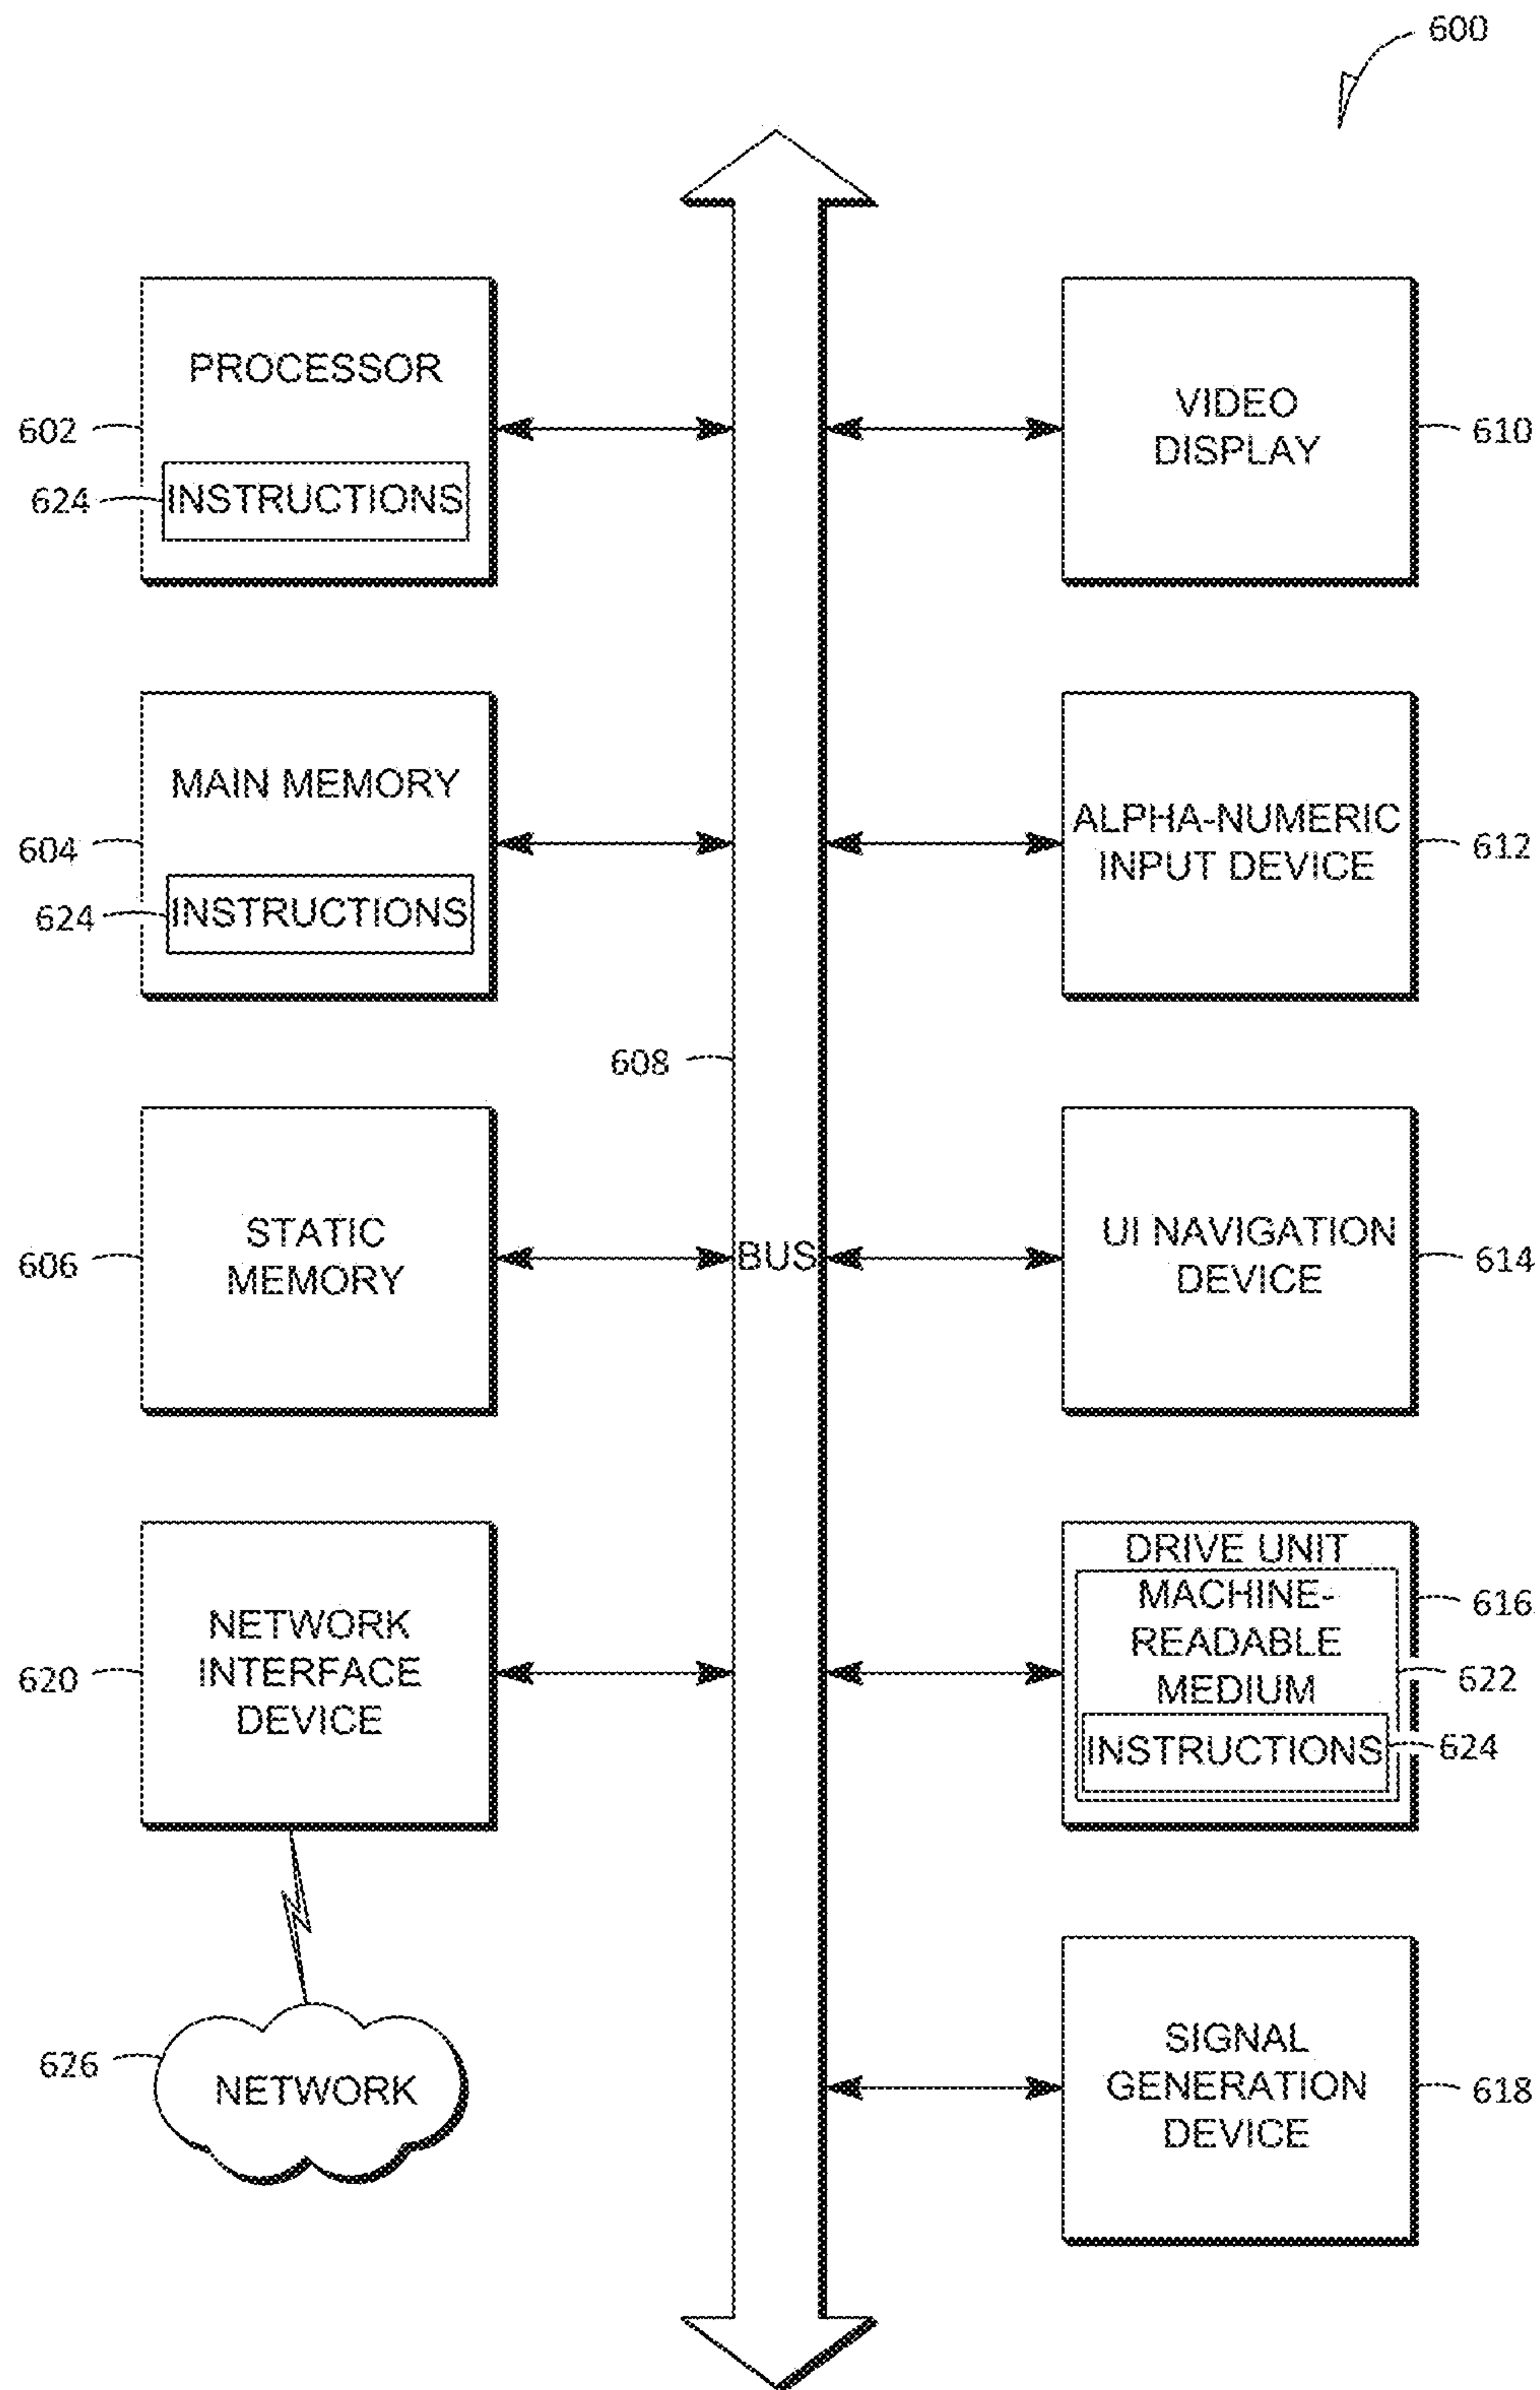 600
PROCESSOR
602
624
INSTRUCTIONS
VIDEO
DISPLAY
610
MAIN MEMORY
604
624
INSTRUCTIONS
ALPHA-NUMERIC
INPUT DEVICE
612
608
STATIC
MEMORY
606
BUS
UI NAVIGATION
DEVICE
614
NETWORK
INTERFACE
DEVICE
620
DRIVE UNIT
MACHINE-
READABLE
MEDIUM
616
622
INSTRUCTIONS
624
626
NETWORK
SIGNAL
GENERATION
DEVICE
618